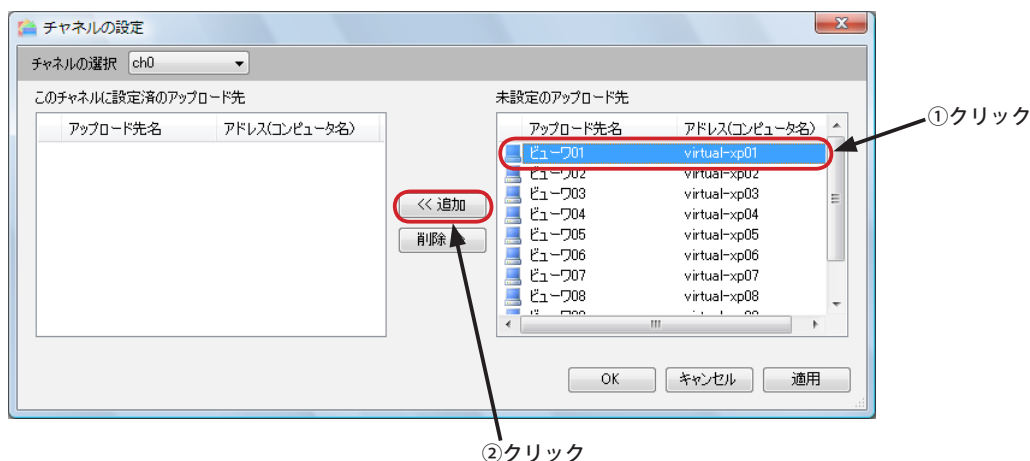 チャネルの設定
チャネルの選択 ch0
このチャネルに設定済のアップロード先
アップロード先名 アドレス(コンピュータ名)
<< 追加
削除
未設定のアップロード先
アップロード先名 アドレス(コンピュータ名)
ビューワ01 virtual-xp01
ビューワ02 virtual-xp02
ビューワ03 virtual-xp03
ビューワ04 virtual-xp04
ビューワ05 virtual-xp05
ビューワ06 virtual-xp06
ビューワ07 virtual-xp07
ビューワ08 virtual-xp08
OK キャンセル 適用
①クリック
②クリック